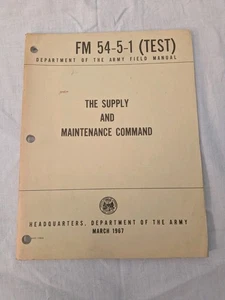 FM 54-5-1 (TEST)
DEPARTMENT OF THE ARMY FIELD MANUAL
THE SUPPLY
AND
MAINTENANCE COMMAND
HEADQUARTERS, DEPARTMENT OF THE ARMY
MARCH 1967